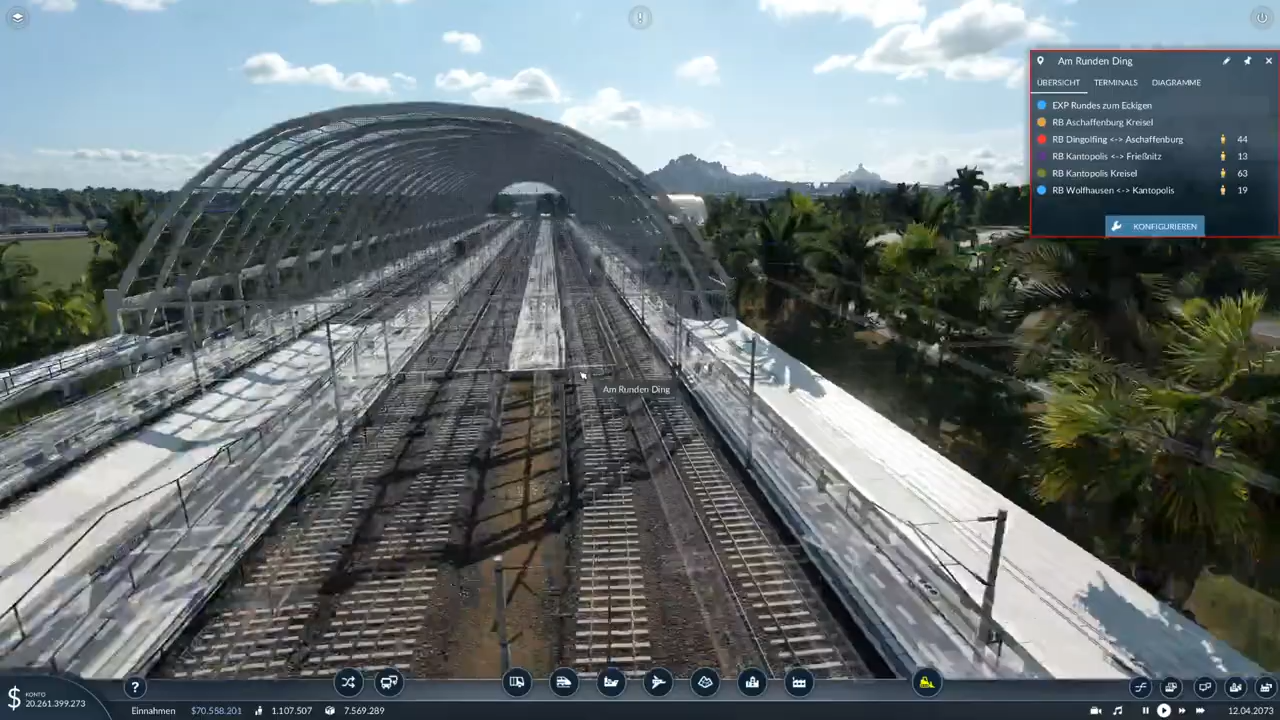 Am Runden Ding
ÜBERSICHT TERMINALS DIAGRAMME
EXP Rundes zum Eckigen
RB Aschaffenburg Kreisel
RB Dingolfing <-> Aschaffenburg 44
RB Kantopolis <-> Frießnitz 13
RB Kantopolis Kreisel 63
RB Wolfhausen <-> Kantopolis 19
KONFIGURIEREN
Am Runden Ding
?
$ KONTO
20.261.399.273
Einnahmen $70.558.201 1.107.507 7.569.289
12.04.2073